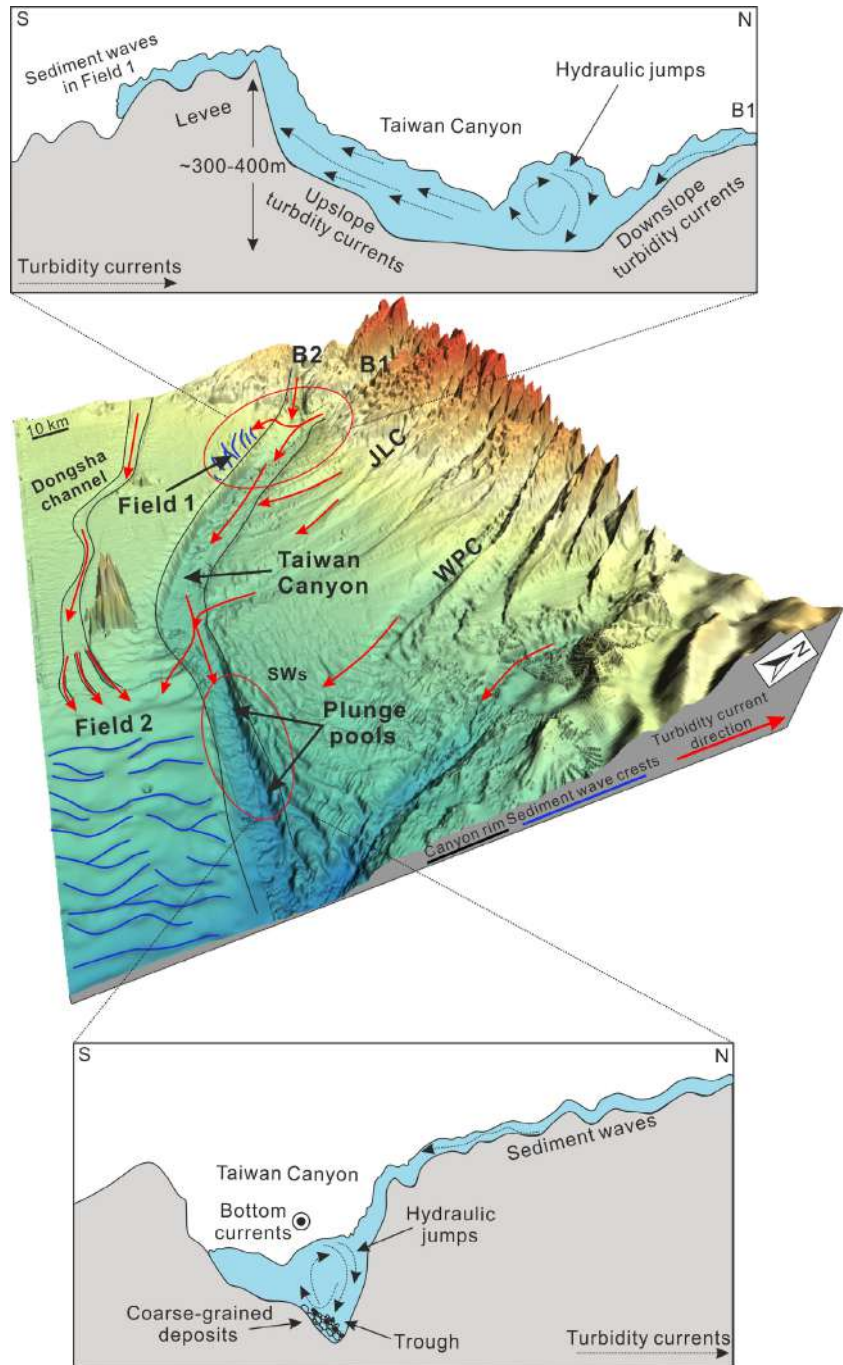 S
N
Sediment waves
in Field 1
Hydraulic jumps
Levee
Taiwan Canyon
B1
~300-400m
Upslope
turbdity currents
Downslope
turbidity currents
Turbidity currents
B2
B1
10 km
JLC
Dongsha
channel
Field 1
Taiwan
Canyon
WPC
SWs
N
Field 2
Plunge
pools
Turbidity current
direction
Canyon rim
Sediment wave crests
S
N
Sediment waves
Taiwan Canyon
Bottom
currents
Hydraulic
jumps
Coarse-grained
deposits
Trough
Turbidity currents